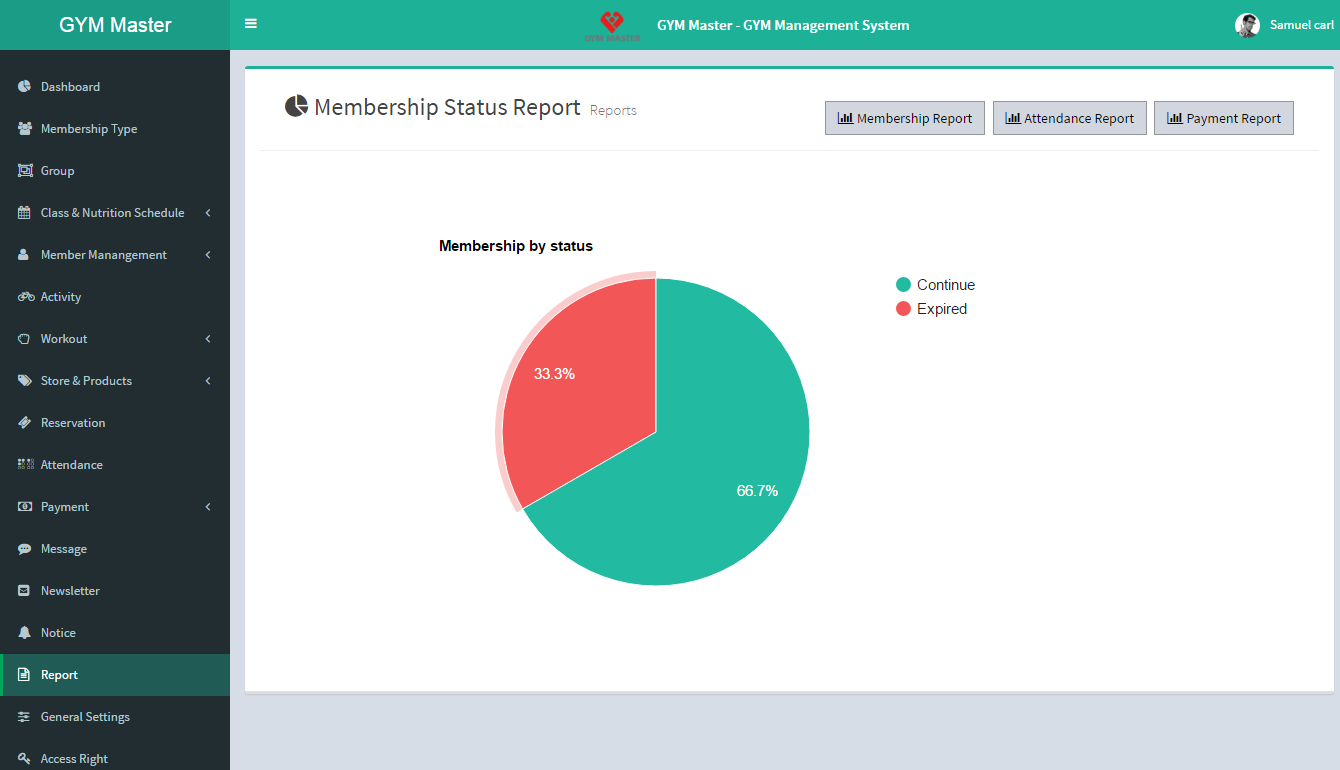 GYM Master
GYM MASTER
GYM Master - GYM Management System
Samuel carl
Dashboard
Membership Type
Group
Class & Nutrition Schedule
Member Manangement
Activity
Workout
Store & Products
Reservation
Attendance
Payment
Message
Newsletter
Notice
Report
General Settings
Access Right
Membership Status Report Reports
Membership Report
Attendance Report
Payment Report
Membership by status
Continue
Expired
33.3%
66.7%